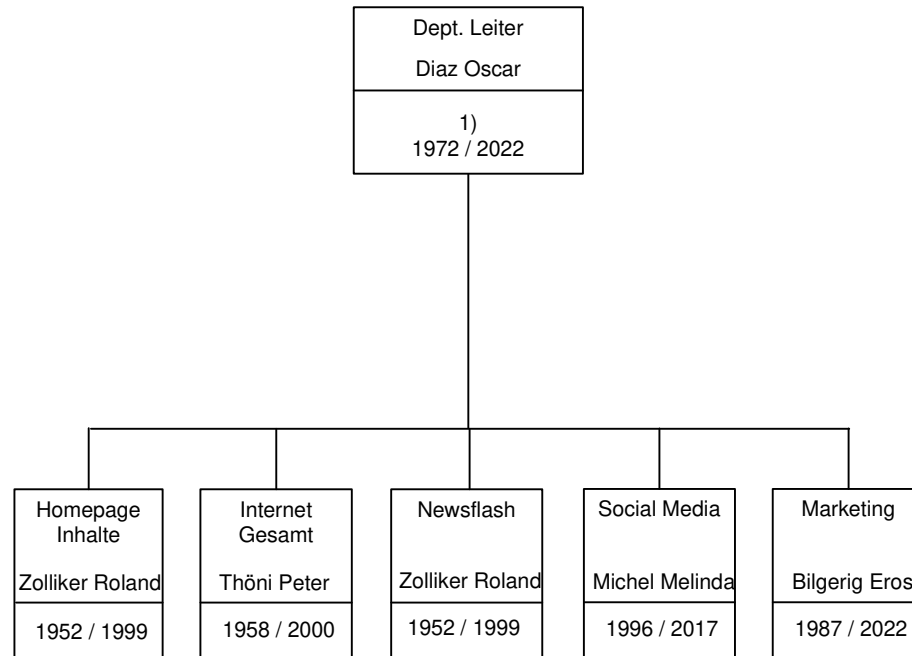 Dept. Leiter
Diaz Oscar
1)
1972 / 2022
Homepage
Inhalte
Zolliker Roland
1952 / 1999
Internet
Gesamt
Thöni Peter
1958 / 2000
Newsflash
Zolliker Roland
1952 / 1999
Social Media
Michel Melinda
1996 / 2017
Marketing
Bilgerig Eros
1987 / 2022